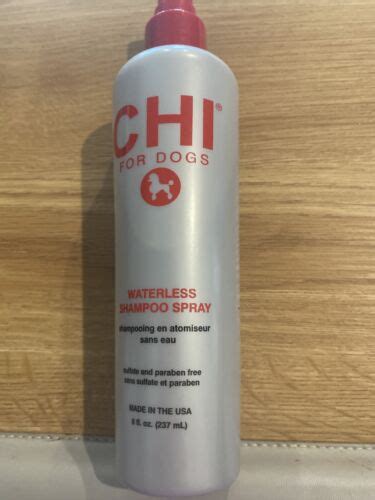 CHI®
FOR DOGS
WATERLESS
SHAMPOO SPRAY
shampooing en atomiseur
sans eau
sulfate and paraben free
sans sulfate et paraben
MADE IN THE USA
8 fl. oz. (237 mL)